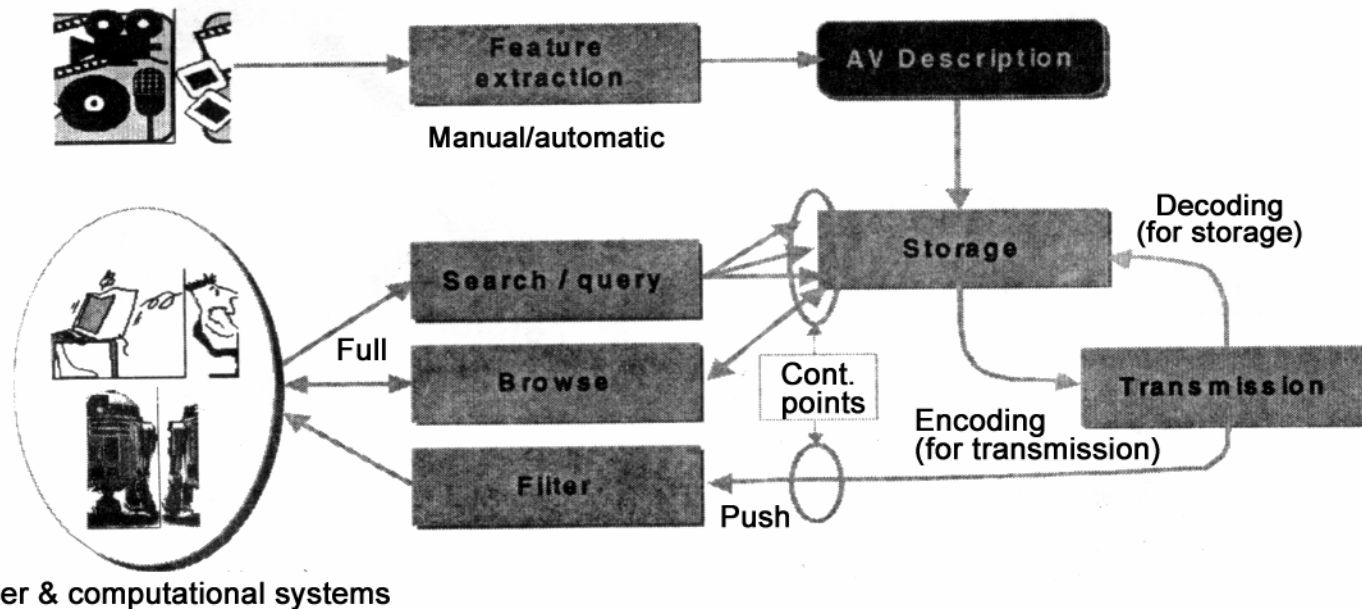 Feature
extraction
AV Description
Manual/automatic
Decoding
(for storage)
Storage
Search / query
Full
Browse
Cont.
points
Transmission
Encoding
(for transmission)
Filter
Push
er & computational systems